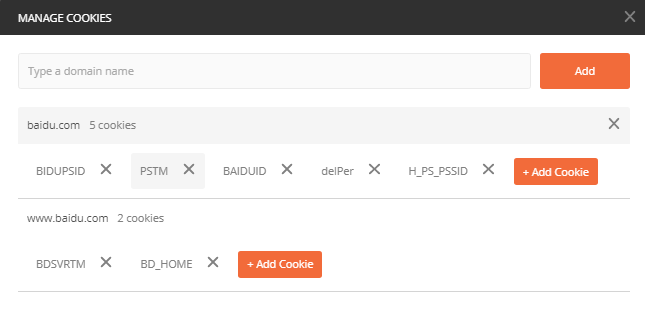 MANAGE COOKIES
Type a domain name
Add
baidu.com 5 cookies
BIDUPSID PSTM BAIDUID delPer H_PS_PSSID + Add Cookie
www.baidu.com 2 cookies
BDSVRTM BD_HOME + Add Cookie